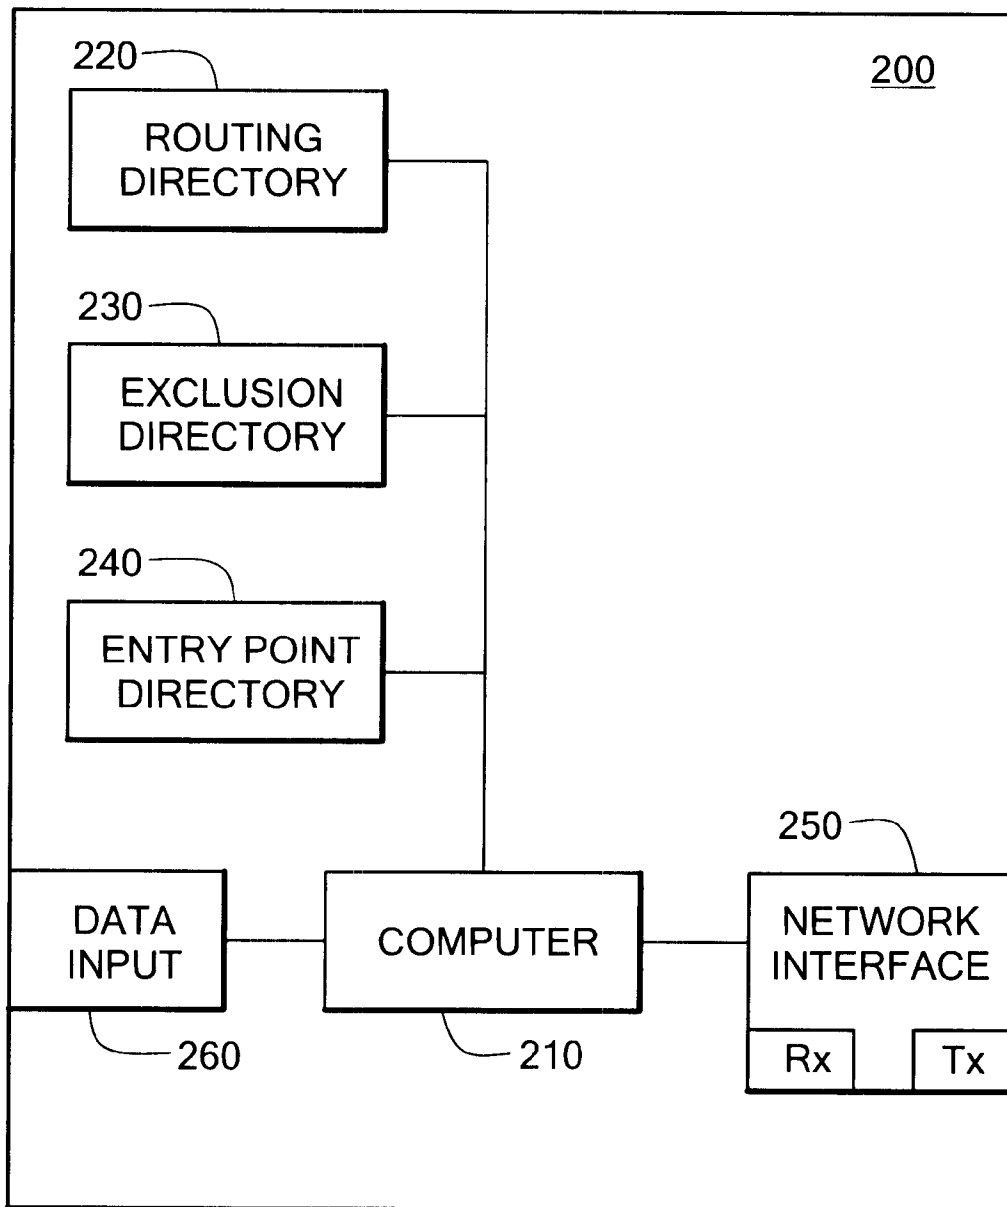 220
200
ROUTING
DIRECTORY
230
EXCLUSION
DIRECTORY
240
ENTRY POINT
DIRECTORY
250
DATA
INPUT
COMPUTER
NETWORK
INTERFACE
260
210
Rx
Tx